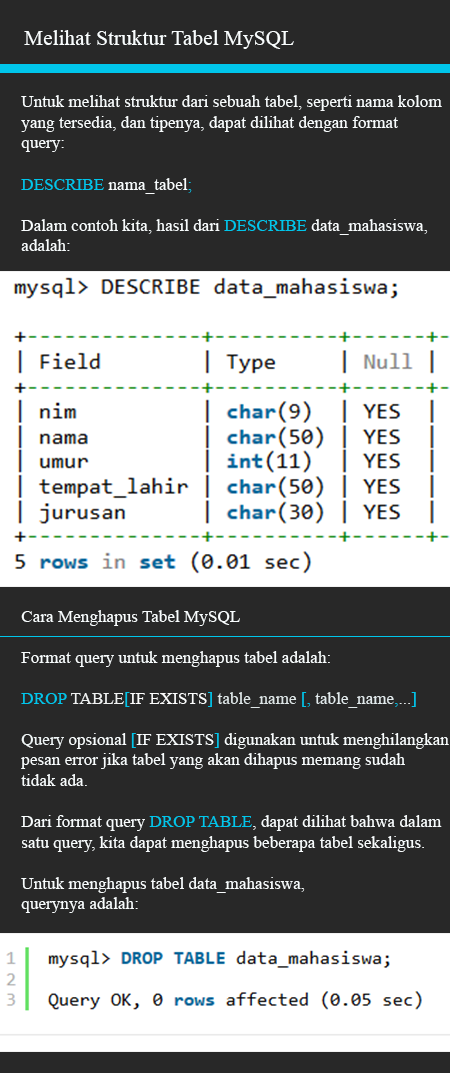 Melihat Struktur Tabel MySQL
Untuk melihat struktur dari sebuah tabel, seperti nama kolom
yang tersedia, dan tipenya, dapat dilihat dengan format
query:
DESCRIBE nama_tabel;
Dalam contoh kita, hasil dari DESCRIBE data_mahasiswa,
adalah:
mysql> DESCRIBE data_mahasiswa;
+--------------+-----------+------+-
| Field | Type | Null |
+--------------+-----------+------+-
| nim | char(9) | YES |
| nama | char(50) | YES |
| umur | int(11) | YES |
| tempat_lahir | char(50) | YES |
| jurusan | char(30) | YES |
+--------------+-----------+------+-
5 rows in set (0.01 sec)
Cara Menghapus Tabel MySQL
Format query untuk menghapus tabel adalah:
DROP TABLE[IF EXISTS] table_name [, table_name,...]
Query opsional [IF EXISTS] digunakan untuk menghilangkan
pesan error jika tabel yang akan dihapus memang sudah
tidak ada.
Dari format query DROP TABLE, dapat dilihat bahwa dalam
satu query, kita dapat menghapus beberapa tabel sekaligus.
Untuk menghapus tabel data_mahasiswa,
querynya adalah:
1 mysql> DROP TABLE data_mahasiswa;
2
3 Query OK, 0 rows affected (0.05 sec)